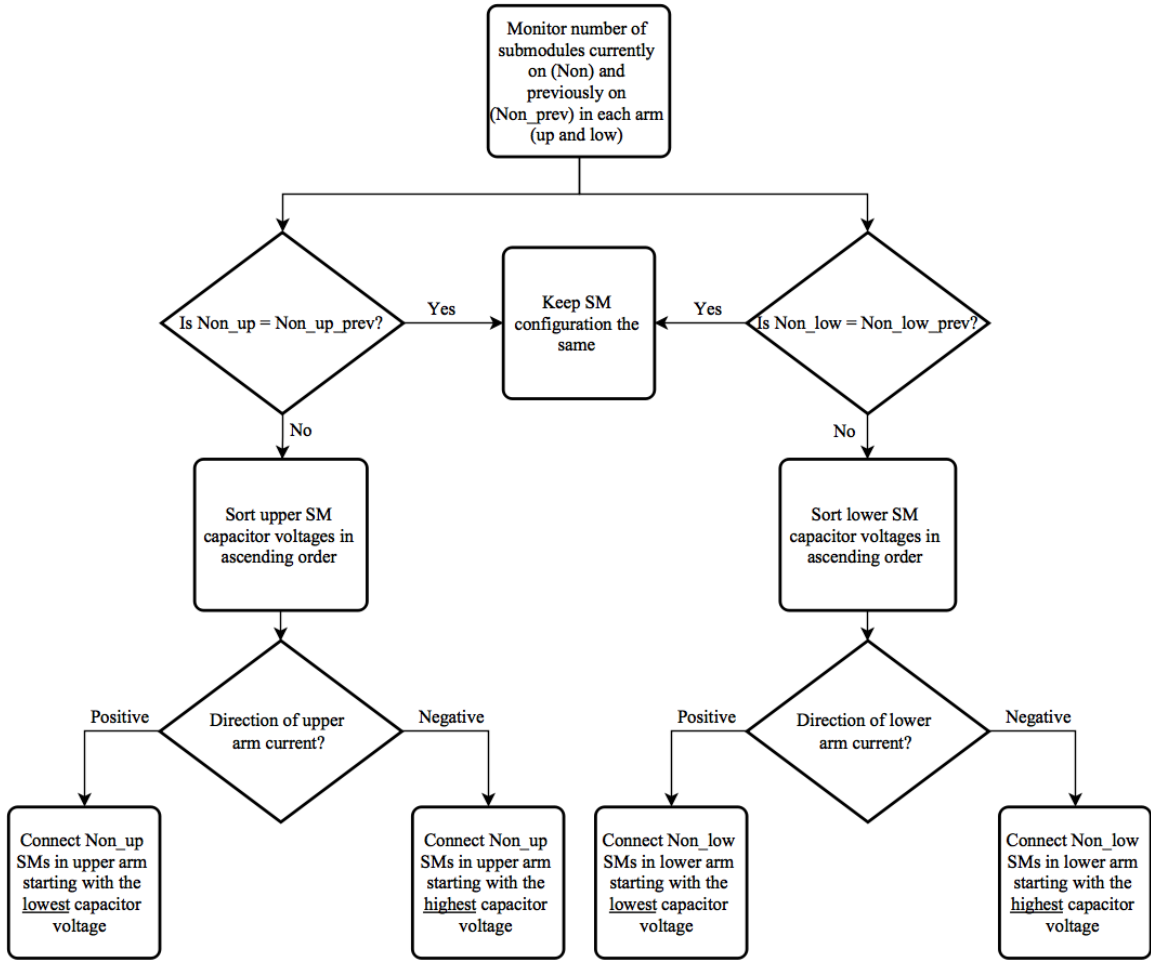 Monitor number of
submodules currently
on (Non) and
previously on
(Non_prev) in each arm
(up and low)
Is Non_up = Non_up_prev?
Yes
Keep SM
configuration the
same
Yes
Is Non_low = Non_low_prev?
No
No
Sort upper SM
capacitor voltages in
ascending order
Sort lower SM
capacitor voltages in
ascending order
Positive
Direction of upper
arm current?
Negative
Positive
Direction of lower
arm current?
Negative
Connect Non_up
SMs in upper arm
starting with the
lowest capacitor
voltage
Connect Non_up
SMs in upper arm
starting with the
highest capacitor
voltage
Connect Non_low
SMs in lower arm
starting with the
lowest capacitor
voltage
Connect Non_low
SMs in lower arm
starting with the
highest capacitor
voltage